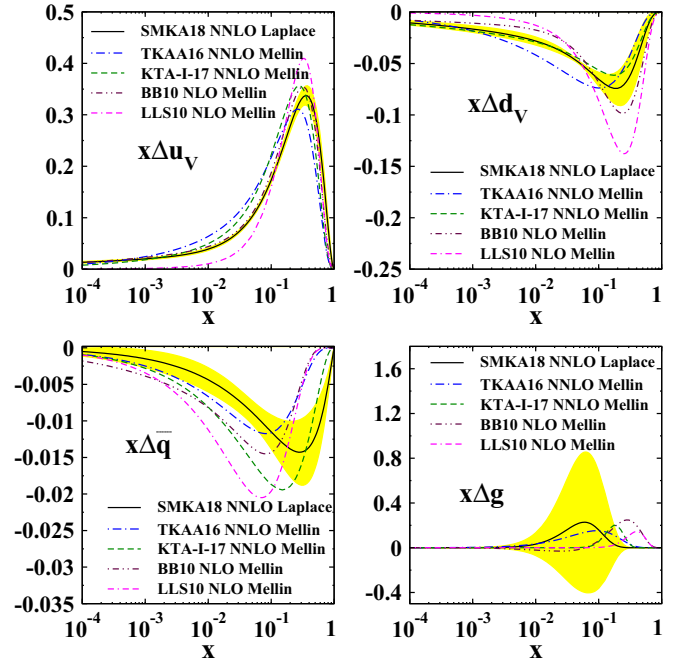 0.5
0.4
0.3
0.2
0.1
0
SMKA18 NNLO Laplace
TKAA16 NNLO Mellin
KTA-I-17 NNLO Mellin
BB10 NLO Mellin
LLS10 NLO Mellin
xΔu_V
10^-4 10^-3 10^-2 10^-1 1
x
0
-0.05
-0.1
-0.15
-0.2
-0.25
xΔd_V
SMKA18 NNLO Laplace
TKAA16 NNLO Mellin
KTA-I-17 NNLO Mellin
BB10 NLO Mellin
LLS10 NLO Mellin
10^-4 10^-3 10^-2 10^-1 1
x
0
-0.005
-0.01
-0.015
-0.02
-0.025
-0.03
-0.035
xΔq̅
SMKA18 NNLO Laplace
TKAA16 NNLO Mellin
KTA-I-17 NNLO Mellin
BB10 NLO Mellin
LLS10 NLO Mellin
10^-4 10^-3 10^-2 10^-1 1
x
1.6
1.2
0.8
0.4
0
-0.4
SMKA18 NNLO Laplace
TKAA16 NNLO Mellin
KTA-I-17 NNLO Mellin
BB10 NLO Mellin
LLS10 NLO Mellin
xΔg
10^-4 10^-3 10^-2 10^-1 1
x